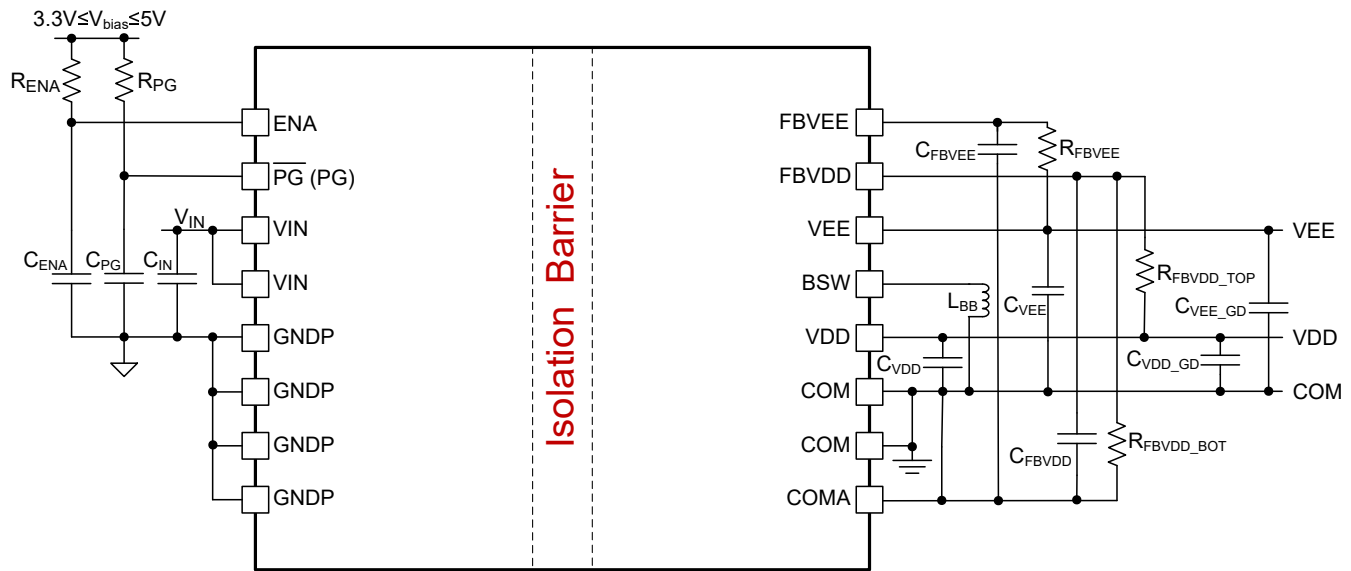 3.3V≤Vbias≤5V
RENA
RPG
ENA
PG (PG)
VIN
VIN
VIN
CENA
CPG
CIN
GNDP
GNDP
GNDP
GNDP
Isolation Barrier
FBVEE
CFBVEE
RFBVEE
FBVDD
VEE
VEE
BSW
LBB
CVEE
RFBVDD_TOP
CVEE_GD
VDD
VDD
CVDD
CVDD_GD
COM
COM
COM
CFBVDD
RFBVDD_BOT
COMA